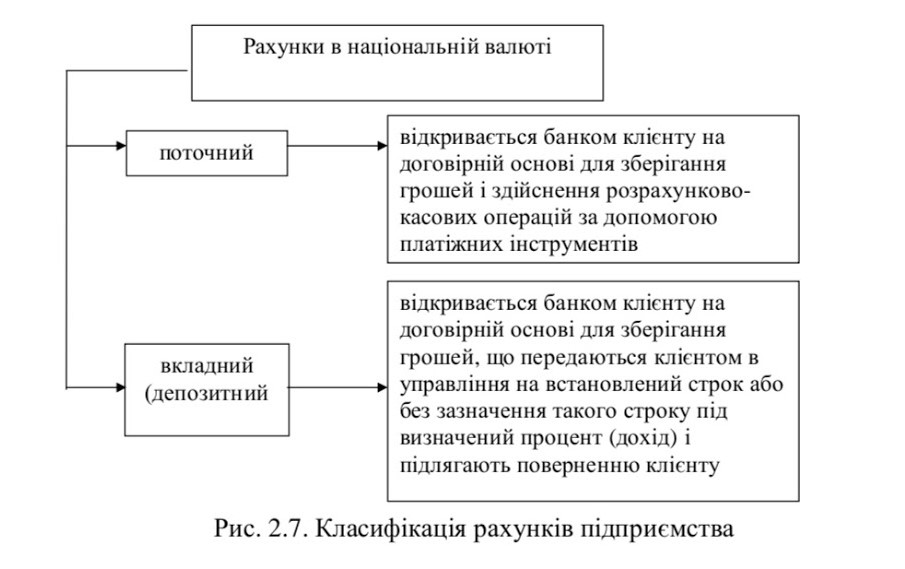 Рахунки в національній валюті
поточний
відкривається банком клієнту на
договірній основі для зберігання
грошей і здійснення розрахунково-
касових операцій за допомогою
платіжних інструментів
вкладний
(депозитний
відкривається банком клієнту на
договірній основі для зберігання
грошей, що передаються клієнтом в
управління на встановлений строк або
без зазначення такого строку під
визначений процент (дохід) і
підлягають поверненню клієнту
Рис. 2.7. Класифікація рахунків підприємства